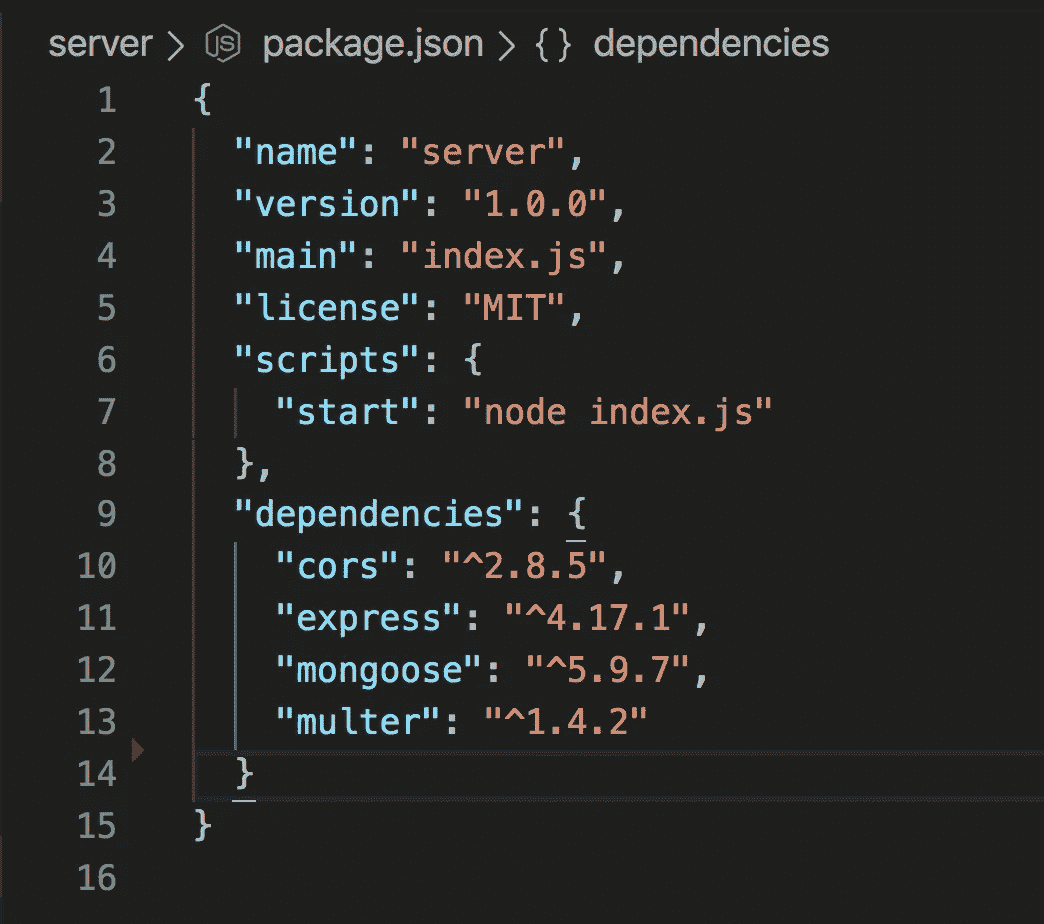 server > JS package.json > {} dependencies
1 {
2   "name": "server",
3   "version": "1.0.0",
4   "main": "index.js",
5   "license": "MIT",
6   "scripts": {
7     "start": "node index.js"
8   },
9   "dependencies": {
10     "cors": "^2.8.5",
11     "express": "^4.17.1",
12     "mongoose": "^5.9.7",
13     "multer": "^1.4.2"
14   }
15 }
16